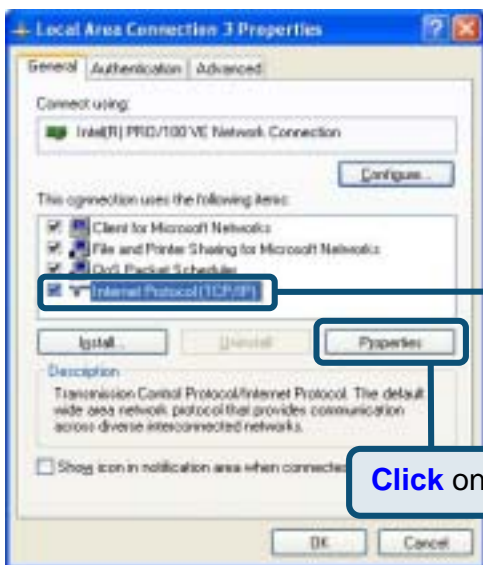 Local Area Connection 3 Properties
General Authentication Advanced
Connect using:
Intel(R) PRO/100 VE Network Connection
Configure...
This connection uses the following items:
Client for Microsoft Networks
File and Printer Sharing for Microsoft Networks
QoS Packet Scheduler
Internet Protocol (TCP/IP)
Install... Uninstall Properties
Description
Transmission Control Protocol/Internet Protocol. The default
wide area network protocol that provides communication
across diverse interconnected networks.
Show icon in notification area when connected
Click on
OK Cancel